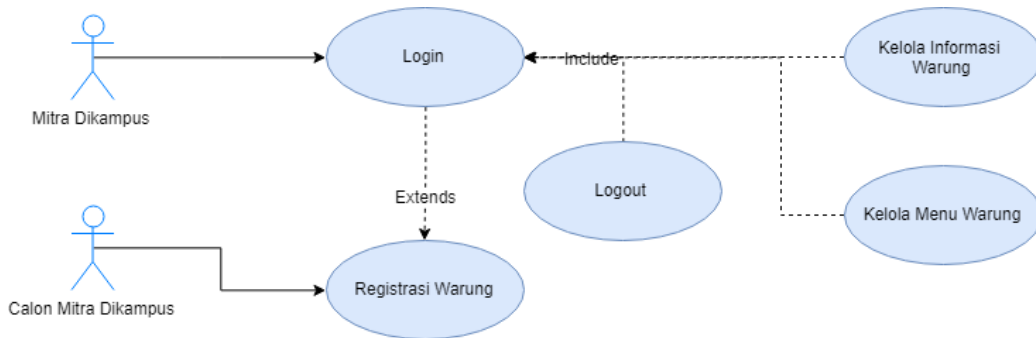 Login
Include
Kelola Informasi
Warung
Mitra Dikampus
Extends
Logout
Kelola Menu Warung
Registrasi Warung
Calon Mitra Dikampus